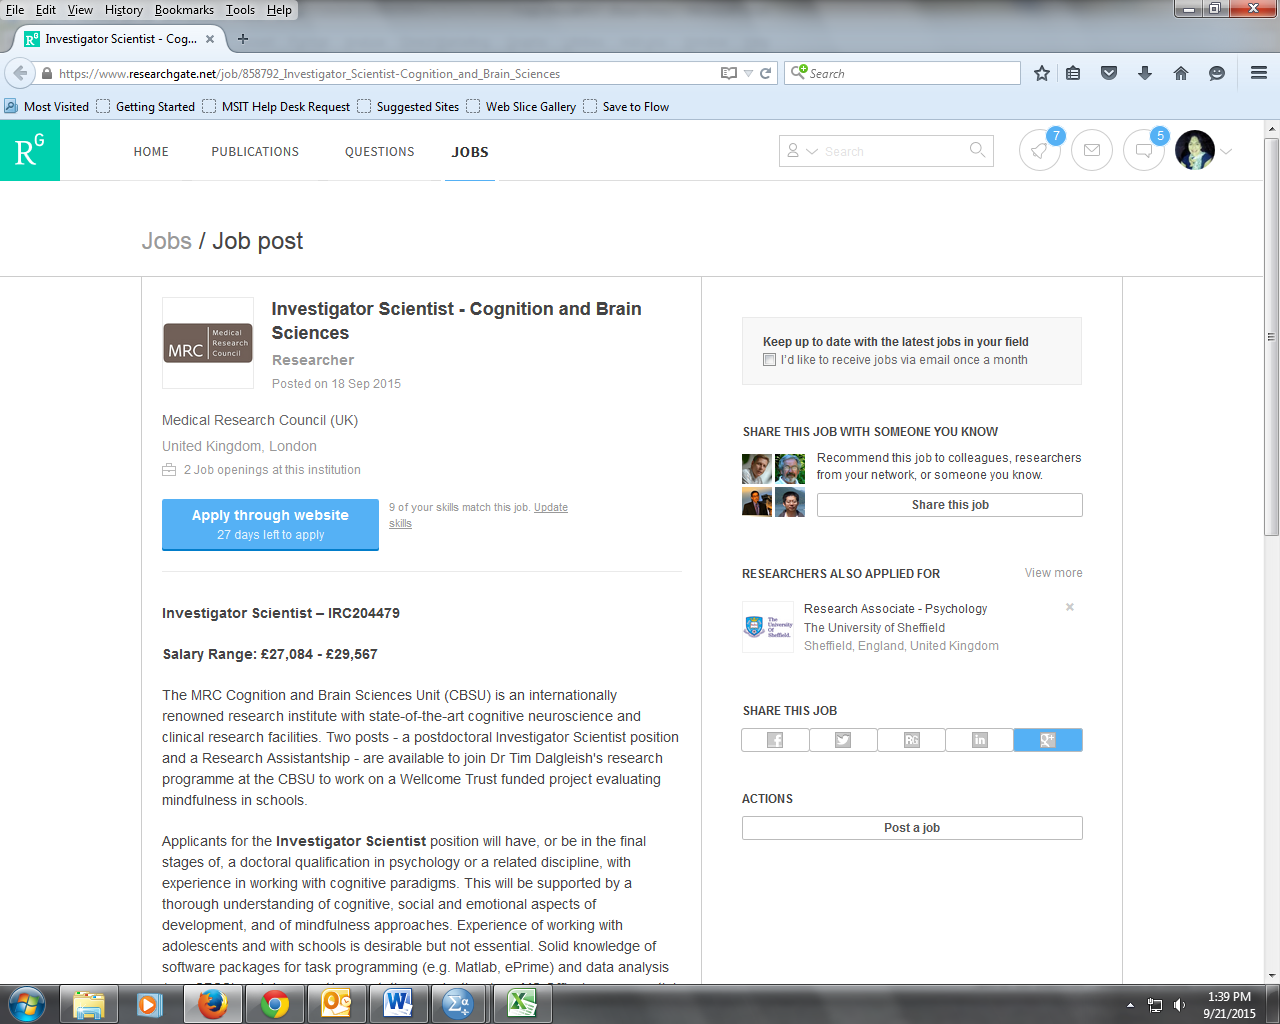 File Edit View History Bookmarks Tools Help
Investigator Scientist - Cog...
https://www.researchgate.net/job/858792_Investigator_Scientist-Cognition_and_Brain_Sciences
Search
Most Visited Getting Started MSIT Help Desk Request Suggested Sites Web Slice Gallery Save to Flow
RG HOME PUBLICATIONS QUESTIONS JOBS Search 7 5
Jobs / Job post
MRC Medical Research Council
Investigator Scientist - Cognition and Brain
Sciences
Researcher
Posted on 18 Sep 2015
Medical Research Council (UK)
United Kingdom, London
2 Job openings at this institution
Apply through website
27 days left to apply
9 of your skills match this job. Update
skills
Investigator Scientist – IRC204479
Salary Range: £27,084 - £29,567
The MRC Cognition and Brain Sciences Unit (CBSU) is an internationally
renowned research institute with state-of-the-art cognitive neuroscience and
clinical research facilities. Two posts - a postdoctoral Investigator Scientist position
and a Research Assistantship - are available to join Dr Tim Dalgleish's research
programme at the CBSU to work on a Wellcome Trust funded project evaluating
mindfulness in schools.
Applicants for the Investigator Scientist position will have, or be in the final
stages of, a doctoral qualification in psychology or a related discipline, with
experience in working with cognitive paradigms. This will be supported by a
thorough understanding of cognitive, social and emotional aspects of
development, and of mindfulness approaches. Experience of working with
adolescents and with schools is desirable but not essential. Solid knowledge of
software packages for task programming (e.g. Matlab, ePrime) and data analysis
Keep up to date with the latest jobs in your field
I'd like to receive jobs via email once a month
SHARE THIS JOB WITH SOMEONE YOU KNOW
Recommend this job to colleagues, researchers
from your network, or someone you know.
Share this job
RESEARCHERS ALSO APPLIED FOR View more
The University Of Sheffield.
Research Associate - Psychology
The University of Sheffield
Sheffield, England, United Kingdom
SHARE THIS JOB
RG in g+
ACTIONS
Post a job
1:39 PM
9/21/2015